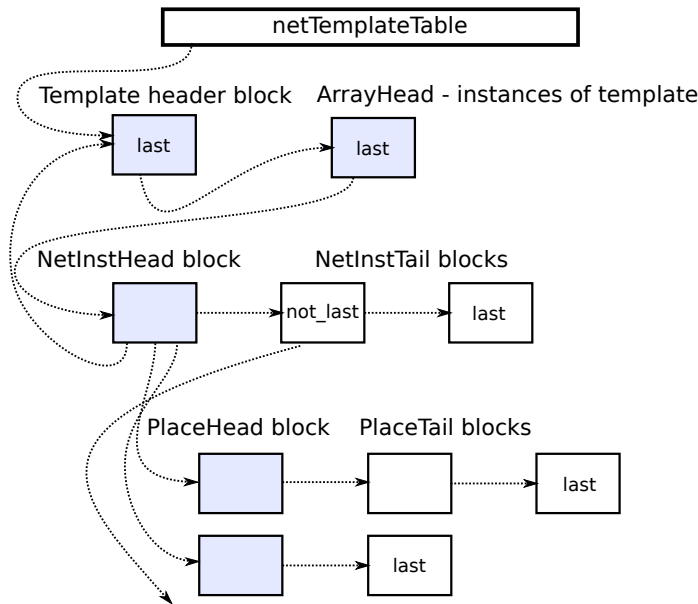 netTemplateTable
Template header block
ArrayHead - instances of template
last
last
NetInstHead block
NetInstTail blocks
not_last
last
PlaceHead block
PlaceTail blocks
last
last